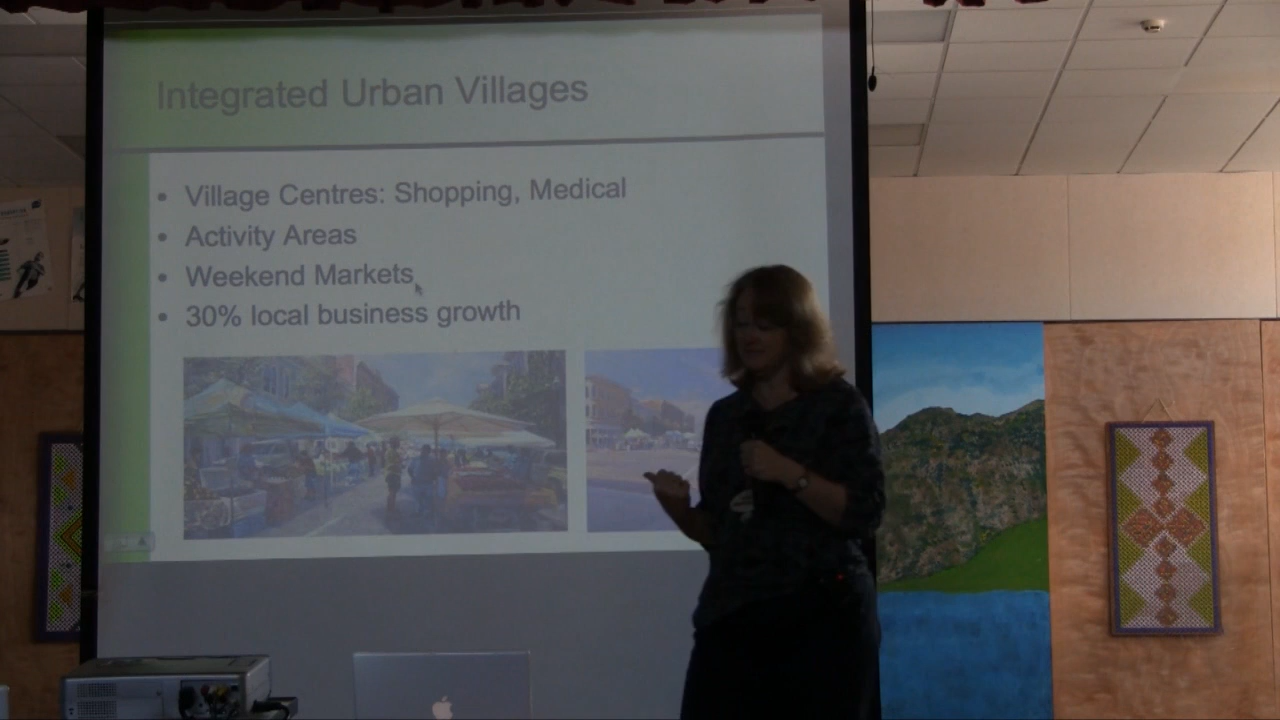 Integrated Urban Villages
• Village Centres: Shopping, Medical
• Activity Areas
• Weekend Markets
• 30% local business growth